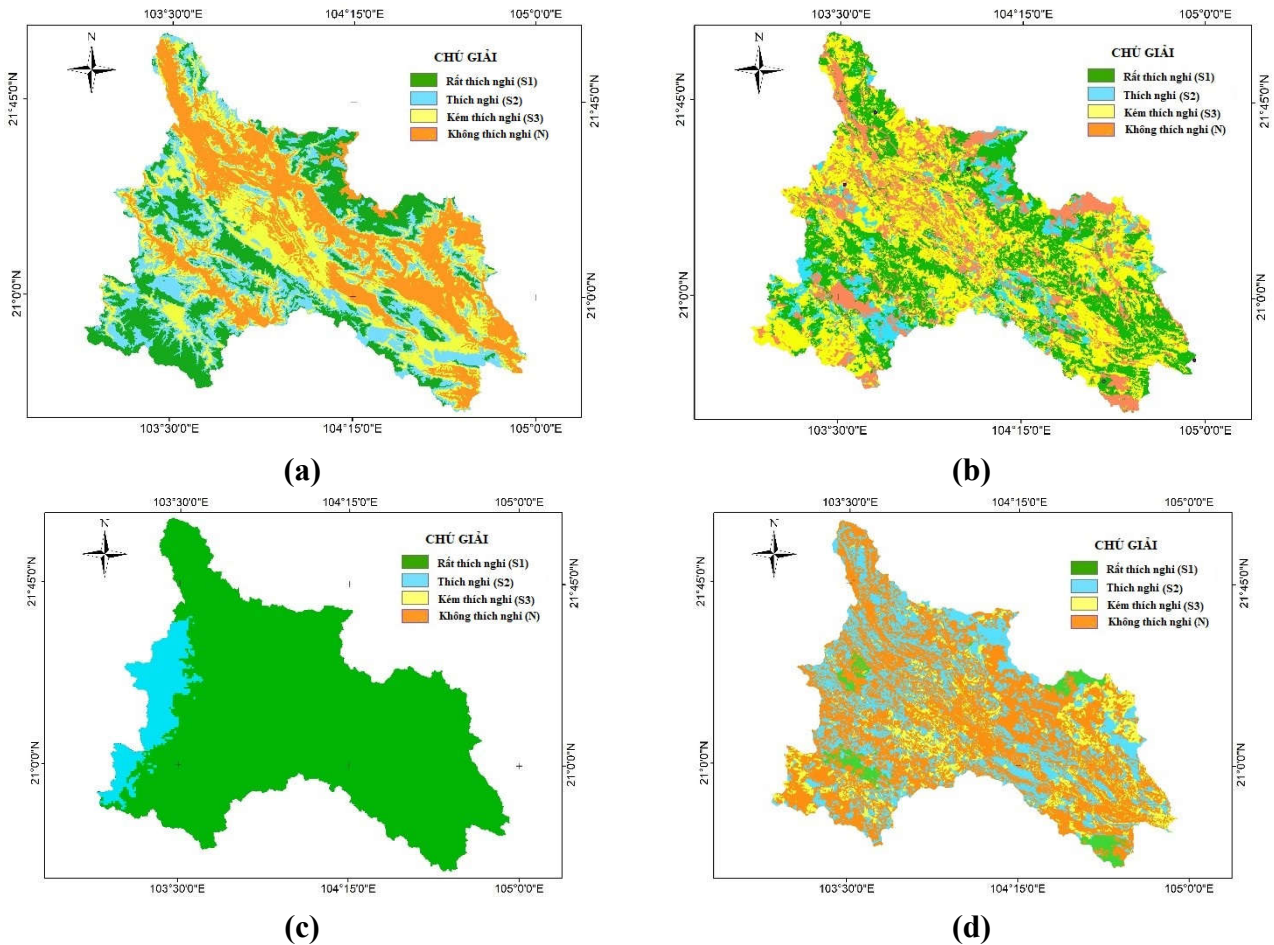 103°30'0"E 104°15'0"E 105°0'0"E
N
CHÚ GIẢI
Rất thích nghi (S1)
Thích nghi (S2)
Kém thích nghi (S3)
Không thích nghi (N)
21°45'0"N 21°45'0"N
21°0'0"N 21°0'0"N
103°30'0"E 104°15'0"E 105°0'0"E
(a)
103°30'0"E 104°15'0"E 105°0'0"E
N
CHÚ GIẢI
Rất thích nghi (S1)
Thích nghi (S2)
Kém thích nghi (S3)
Không thích nghi (N)
21°45'0"N 21°45'0"N
21°0'0"N 21°0'0"N
103°30'0"E 104°15'0"E 105°0'0"E
(b)
103°30'0"E 104°15'0"E 105°0'0"E
N
CHÚ GIẢI
Rất thích nghi (S1)
Thích nghi (S2)
Kém thích nghi (S3)
Không thích nghi (N)
21°45'0"N 21°45'0"N
21°0'0"N 21°0'0"N
103°30'0"E 104°15'0"E 105°0'0"E
(c)
103°30'0"E 104°15'0"E 105°0'0"E
N
CHÚ GIẢI
Rất thích nghi (S1)
Thích nghi (S2)
Kém thích nghi (S3)
Không thích nghi (N)
21°45'0"N 21°45'0"N
21°0'0"N 21°0'0"N
103°30'0"E 104°15'0"E 105°0'0"E
(d)